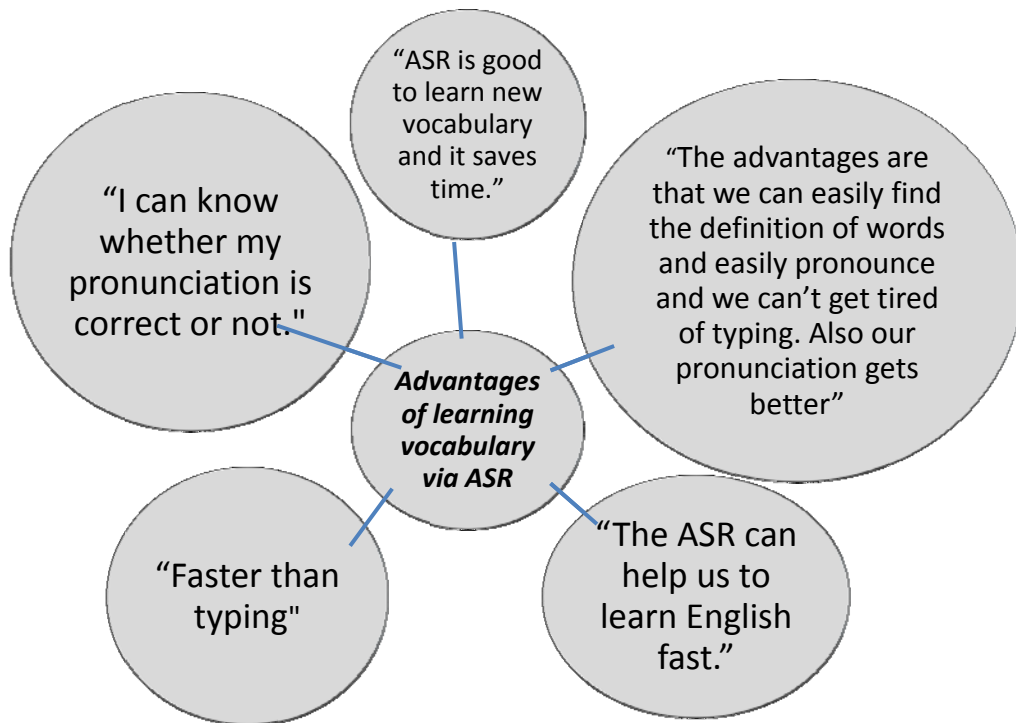 “ASR is good
to learn new
vocabulary
and it saves
time.”
“I can know
whether my
pronunciation is
correct or not."
“The advantages are
that we can easily find
the definition of words
and easily pronounce
and we can’t get tired
of typing. Also our
pronunciation gets
better”
Advantages
of learning
vocabulary
via ASR
“Faster than
typing"
“The ASR can
help us to
learn English
fast.”